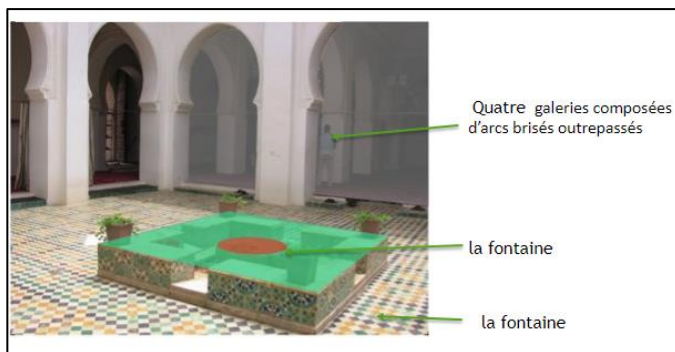 Quatre galeries composées
d'arcs brisés outrepassés
la fontaine
la fontaine